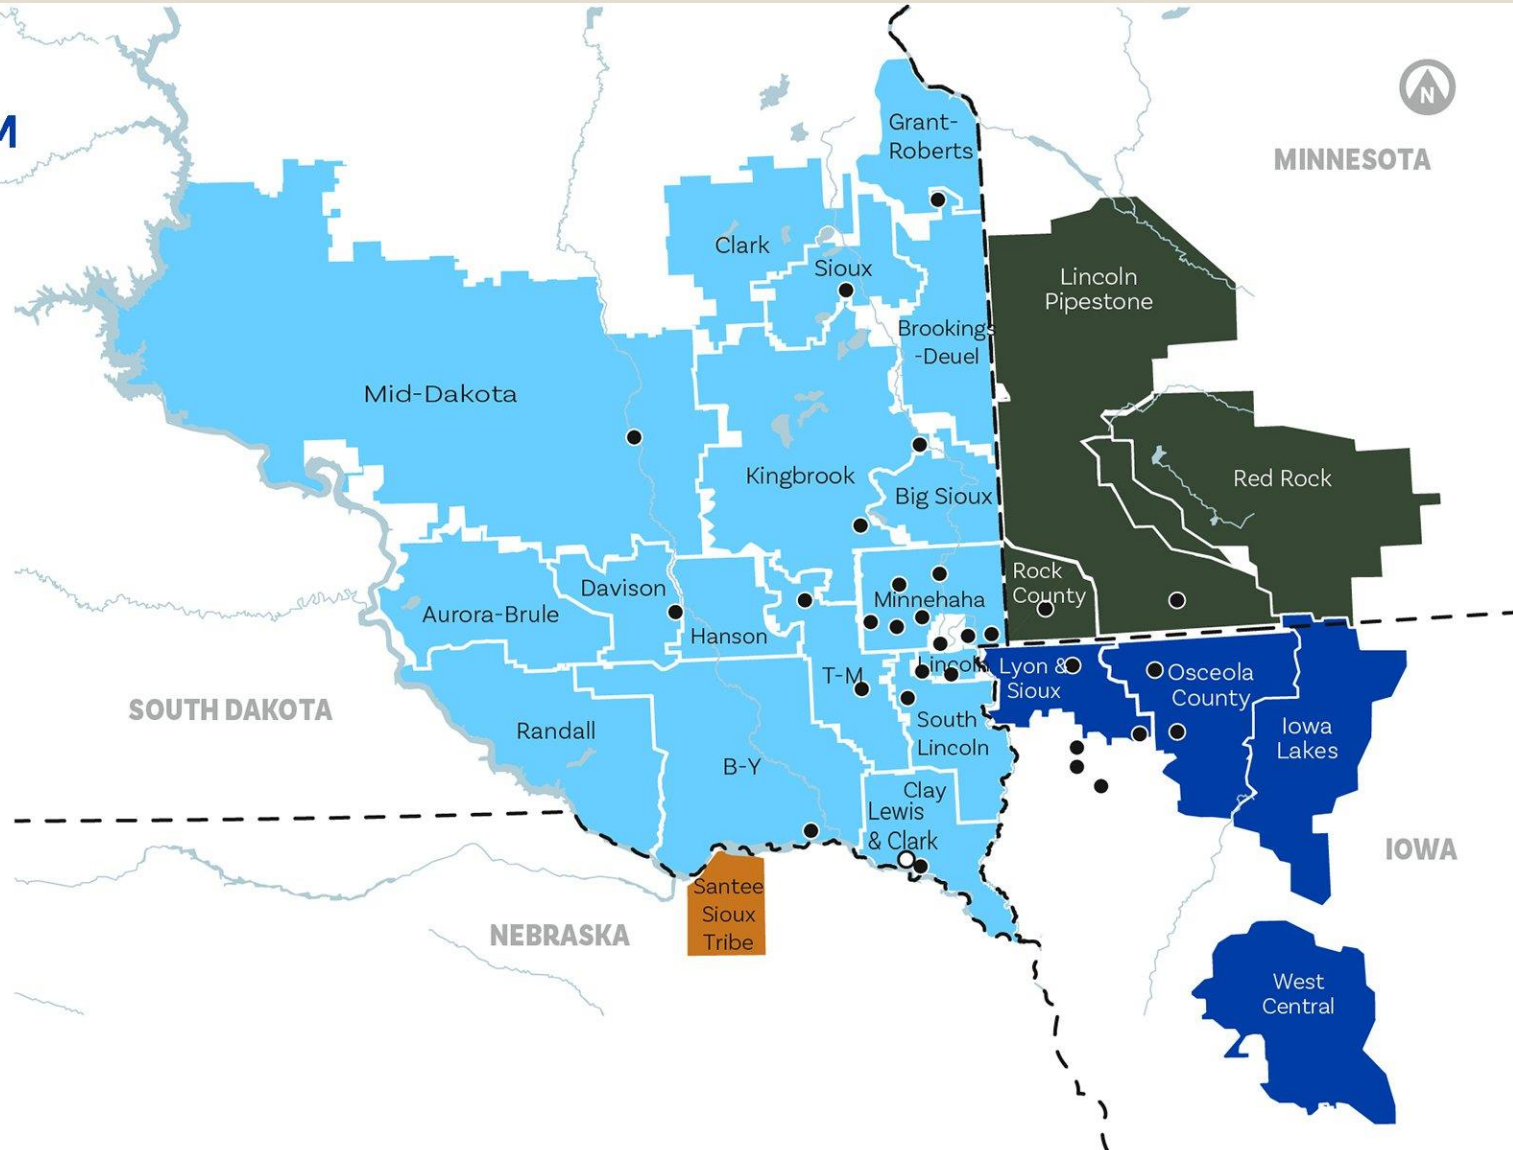 M
N
MINNESOTA
Grant-
Roberts
Clark
Sioux
Lincoln
Pipestone
Brookings
-Deuel
Mid-Dakota
Kingbrook
Big Sioux
Red Rock
Rock
County
Davison
Aurora-Brule
Hanson
Minnehaha
T-M
Lincoln
Lyon &
Sioux
Osceola
County
SOUTH DAKOTA
Randall
South
Lincoln
Iowa
Lakes
B-Y
Clay
Lewis
& Clark
IOWA
Santee
Sioux
Tribe
NEBRASKA
West
Central